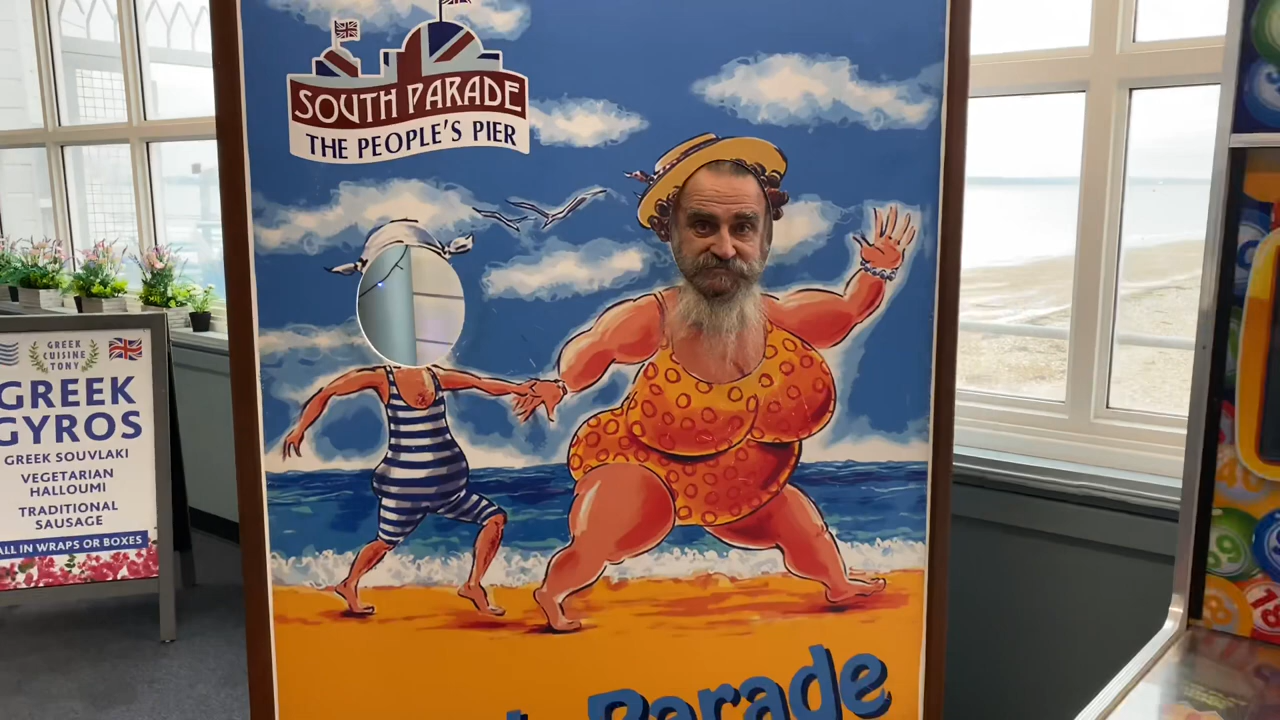 SOUTH PARADE
THE PEOPLE'S PIER
GREEK
CUISINE
TONY
GREEK
GYROS
GREEK SOUVLAKI
VEGETARIAN
HALLOUMI
TRADITIONAL
SAUSAGE
ALL IN WRAPS OR BOXES
Parade